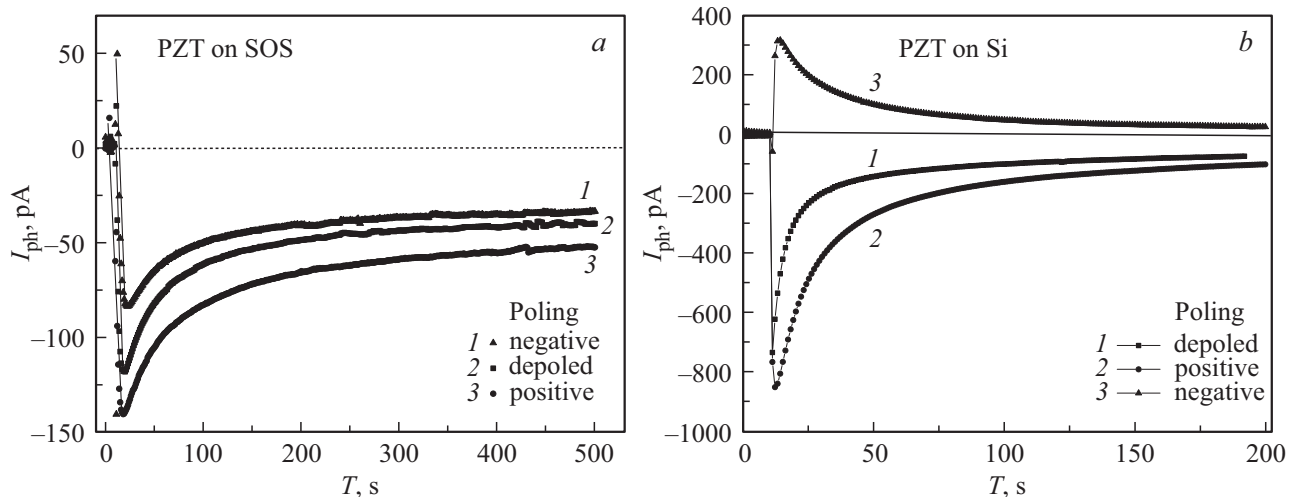 PZT on SOS
a
50
0
–50
–100
–150
I_ph, pA
1
2
3
Poling
1 ▲ negative
2 ■ depoled
3 ● positive
0 100 200 300 400 500
T, s
PZT on Si
b
400
200
0
–200
–400
–600
–800
–1000
I_ph, pA
3
1
2
Poling
1 ■ depoled
2 ● positive
3 ▲ negative
0 50 100 150 200
T, s